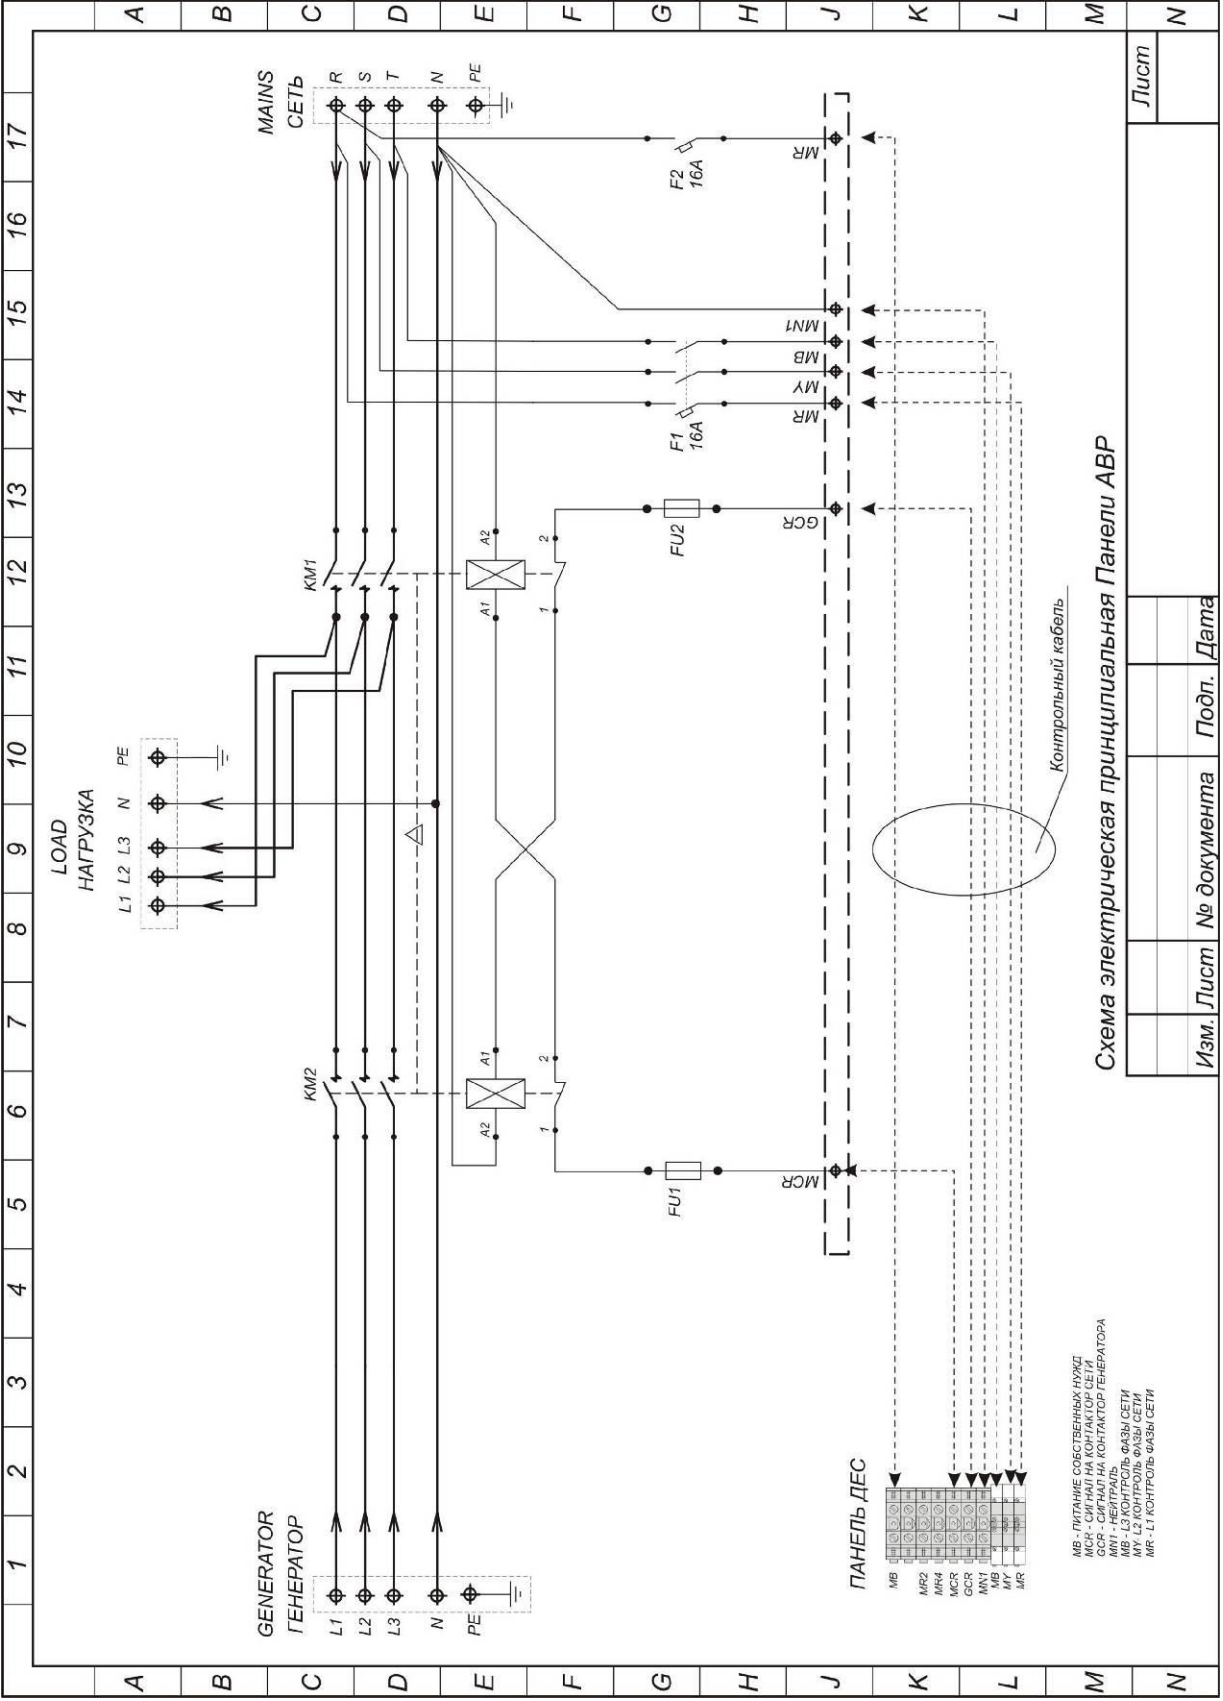 1 2 3 4 5 6 7 8 9 10 11 12 13 14 15 16 17
A
B
C
D
E
F
G
H
J
K
L
M
N
A
B
C
D
E
F
G
H
J
K
L
M
N
LOAD
НАГРУЗКА
L1 L2 L3 N PE
GENERATOR
ГЕНЕРАТОР
L1
L2
L3
N
PE
MAINS
СЕТЬ
R
S
T
N
PE
KM2
KM1
A2 A1
A1 A2
1 2
1 2
FU1
FU2
F1
16A
F2
16A
MCR
GCR
MR
MY
MB
MN1
MR
ПАНЕЛЬ ДЕС
MB
MR2
MR4
MCR
GCR
MN1
MB
MY
MR
Контрольный кабель
MB - ПИТАНИЕ СОБСТВЕННЫХ НУЖД
MCR - СИГНАЛ НА КОНТАКТОР СЕТИ
GCR - СИГНАЛ НА КОНТАКТОР ГЕНЕРАТОРА
MN1 - НЕЙТРАЛЬ
MB - L3 КОНТРОЛЬ ФАЗЫ СЕТИ
MY- L2 КОНТРОЛЬ ФАЗЫ СЕТИ
MR - L1 КОНТРОЛЬ ФАЗЫ СЕТИ
Схема электрическая принципиальная Панели АВР
Изм. Лист № документа Подп. Дата
Лист